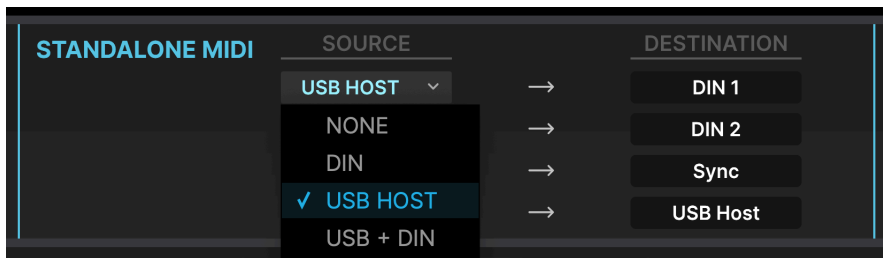 STANDALONE MIDI
SOURCE
DESTINATION
USB HOST → DIN 1
NONE → DIN 2
DIN → Sync
✓ USB HOST → USB Host
USB + DIN